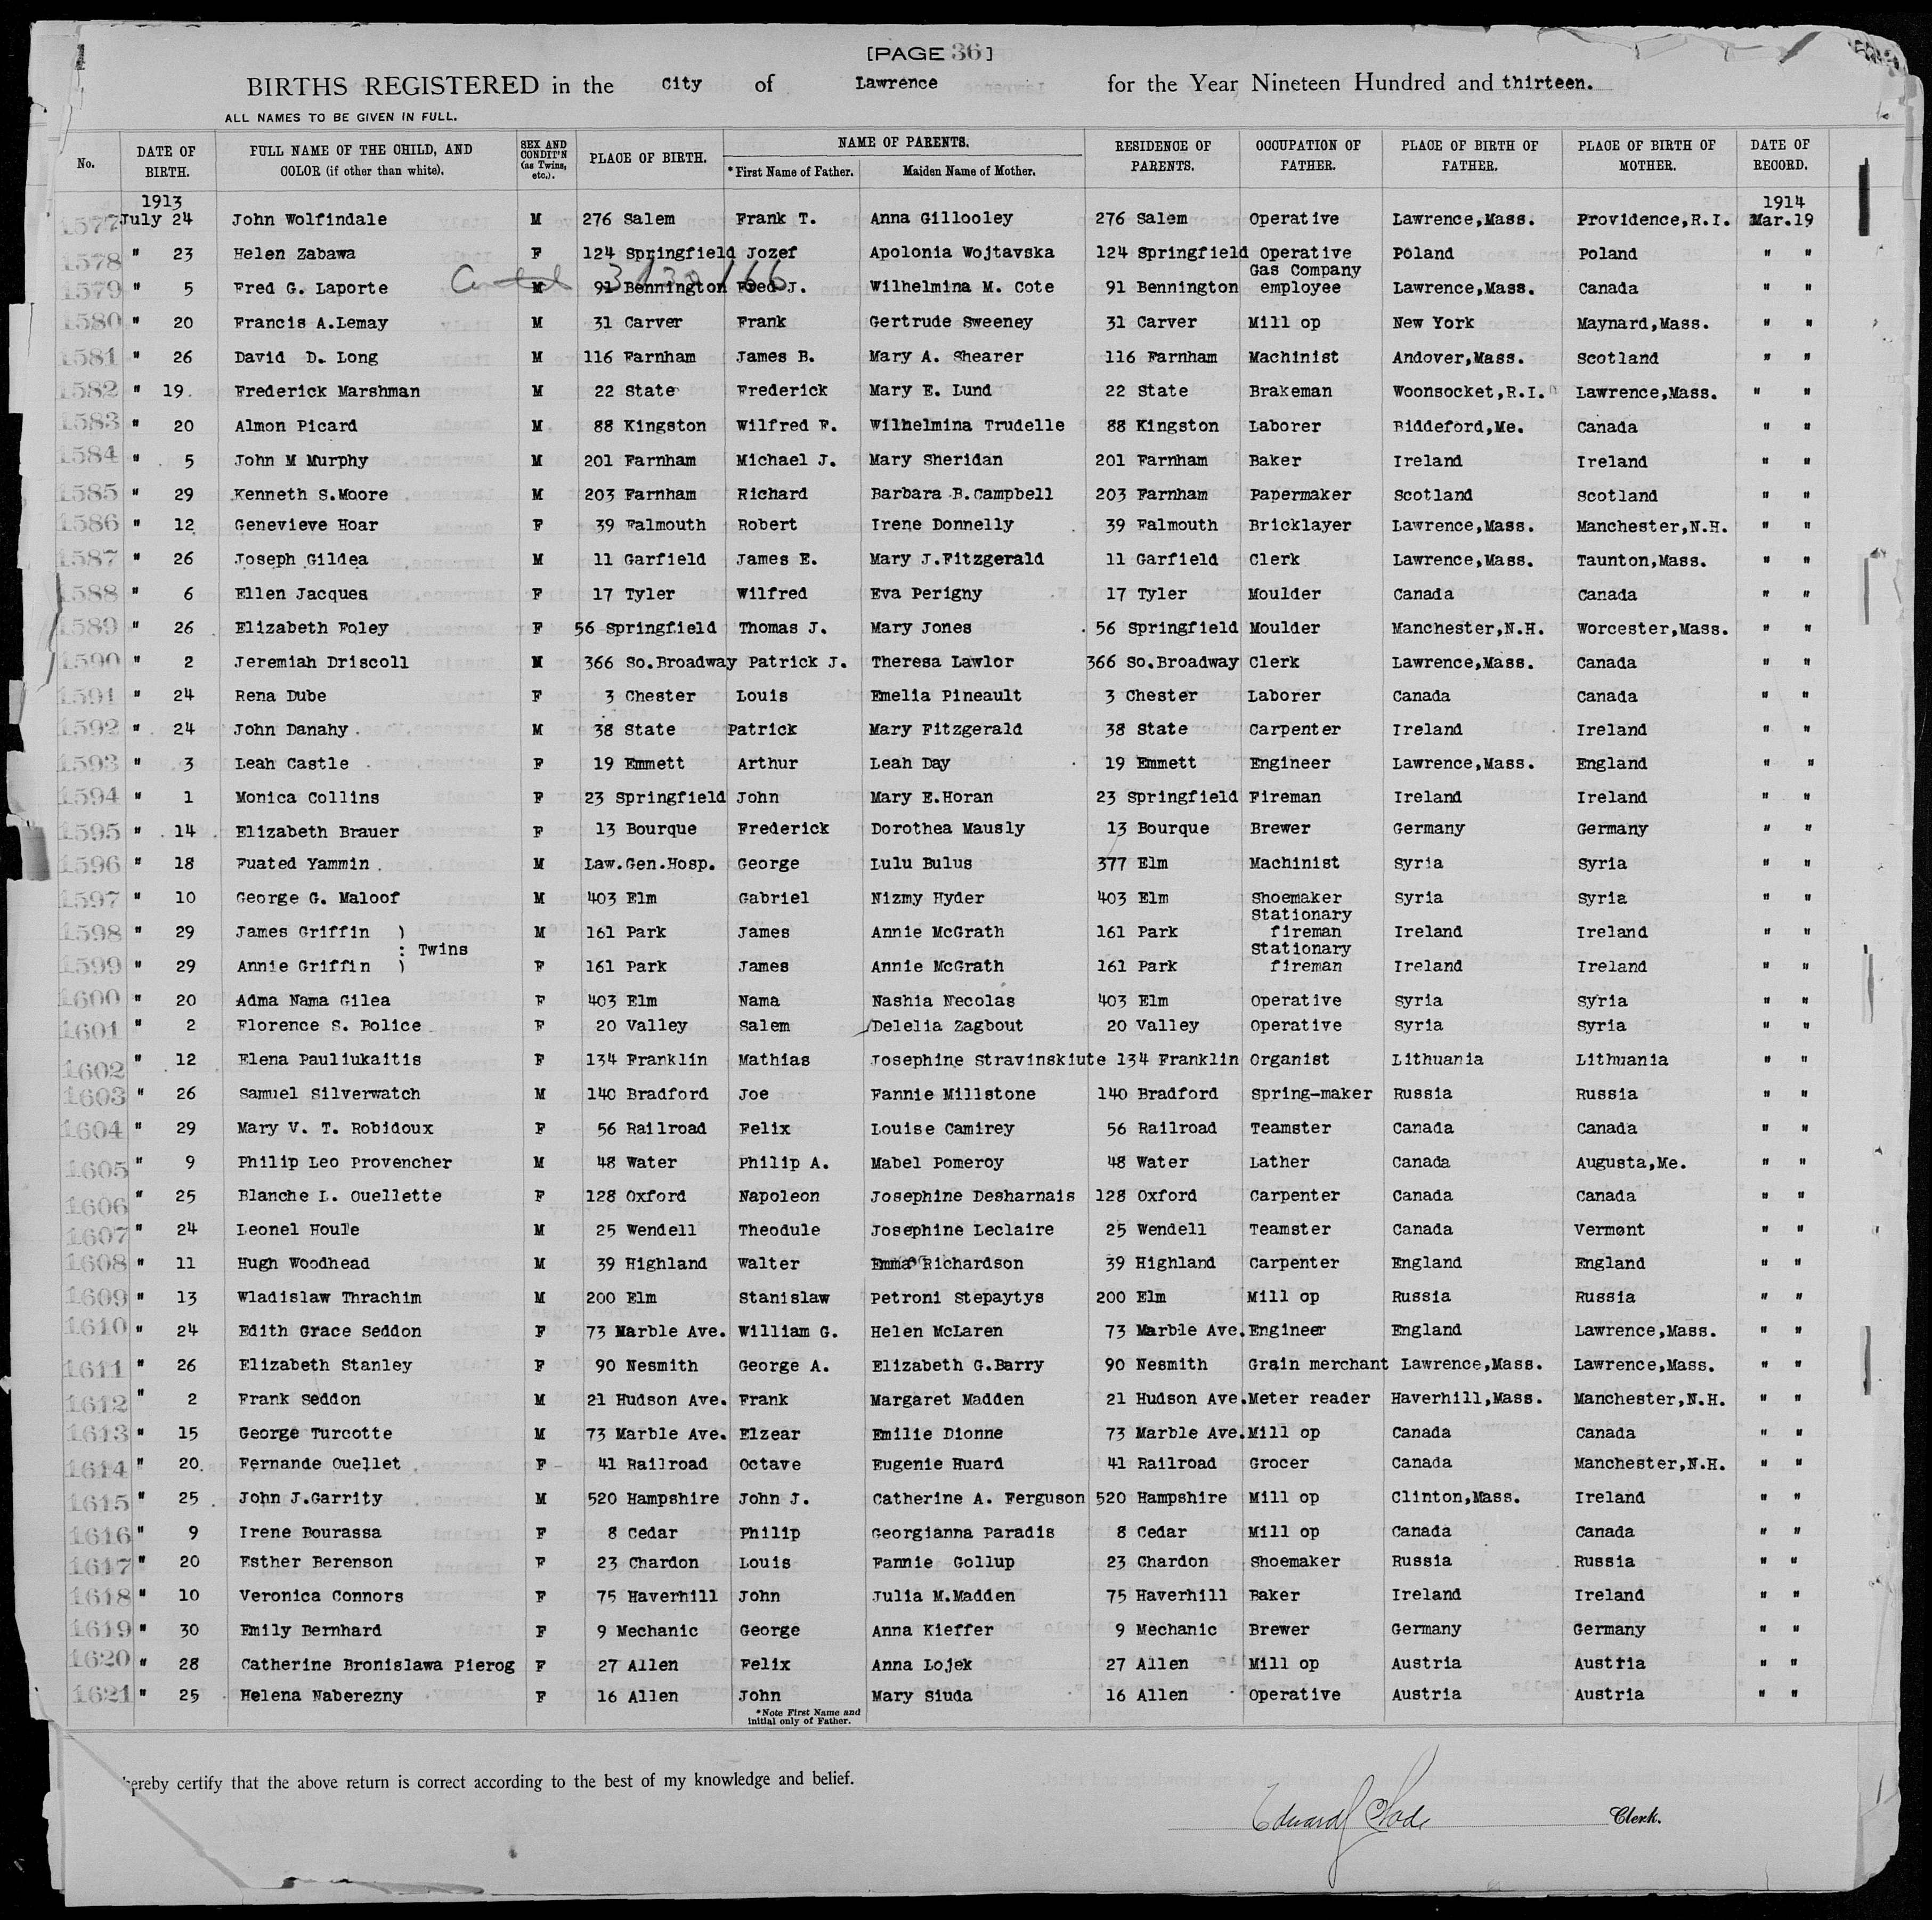 [PAGE 36]
BIRTHS REGISTERED in the City of Lawrence for the Year Nineteen Hundred and thirteen.
ALL NAMES TO BE GIVEN IN FULL.
No. DATE OF BIRTH. FULL NAME OF THE CHILD, AND COLOR (if other than white). SEX AND CONDIT'N (as Twins, etc.). PLACE OF BIRTH. NAME OF PARENTS. *First Name of Father. Maiden Name of Mother. RESIDENCE OF PARENTS. OCCUPATION OF FATHER. PLACE OF BIRTH OF FATHER. PLACE OF BIRTH OF MOTHER. DATE OF RECORD.
1913 1914
1577 July 24 John Wolfindale M 276 Salem Frank T. Anna Gillooley 276 Salem Operative Lawrence,Mass. Providence,R.I. Mar.19
1578 " 23 Helen Zabawa F 124 Springfield Jozef Apolonia Wojtavska 124 Springfield Operative Poland Poland " "
1579 " 5 Fred G. Laporte M 91 Bennington Fred J. Wilhelmina M. Cote 91 Bennington Gas Company employee Lawrence,Mass. Canada " "
1580 " 20 Francis A.Lemay M 31 Carver Frank Gertrude Sweeney 31 Carver Mill op New York Maynard,Mass. " "
1581 " 26 David D. Long M 116 Farnham James B. Mary A. Shearer 116 Farnham Machinist Andover,Mass. Scotland " "
1582 " 19. Frederick Marshman M 22 State Frederick Mary E. Lund 22 State Brakeman Woonsocket,R.I. Lawrence,Mass. " "
1583 " 20 Almon Picard M 88 Kingston Wilfred F. Wilhelmina Trudelle 88 Kingston Laborer Biddeford,Me. Canada " "
1584 " 5 John M Murphy M 201 Farnham Michael J. Mary Sheridan 201 Farnham Baker Ireland Ireland " "
1585 " 29 Kenneth S.Moore M 203 Farnham Richard Barbara B.Campbell 203 Farnham Papermaker Scotland Scotland " "
1586 " 12 Genevieve Hoar F 39 Falmouth Robert Irene Donnelly 39 Falmouth Bricklayer Lawrence,Mass. Manchester,N.H. " "
1587 " 26 Joseph Gildea M 11 Garfield James E. Mary J.Fitzgerald 11 Garfield Clerk Lawrence,Mass. Taunton,Mass. " "
1588 " 6 Ellen Jacques F 17 Tyler Wilfred Eva Perigny 17 Tyler Moulder Canada Canada " "
1589 " 26 Elizabeth Foley F 56 Springfield Thomas J. Mary Jones 56 Springfield Moulder Manchester,N.H. Worcester,Mass. " "
1590 " 2 Jeremiah Driscoll M 366 So.Broadway Patrick J. Theresa Lawlor 366 So.Broadway Clerk Lawrence,Mass. Canada " "
1591 " 24 Rena Dube F 3 Chester Louis Emelia Pineault 3 Chester Laborer Canada Canada " "
1592 " 24 John Danahy M 38 State Patrick Mary Fitzgerald 38 State Carpenter Ireland Ireland " "
1593 " 3 Leah Castle F 19 Emmett Arthur Leah Day 19 Emmett Engineer Lawrence,Mass. England " "
1594 " 1 Monica Collins F 23 Springfield John Mary E.Horan 23 Springfield Fireman Ireland Ireland " "
1595 " 14 Elizabeth Brauer F 13 Bourque Frederick Dorothea Mausly 13 Bourque Brewer Germany Germany " "
1596 " 18 Fuated Yammin M Law.Gen.Hosp. George Lulu Bulus 377 Elm Machinist Syria Syria " "
1597 " 10 George G. Maloof M 403 Elm Gabriel Nizmy Hyder 403 Elm Shoemaker Syria Syria " "
1598 " 29 James Griffin ) M 161 Park James Annie McGrath 161 Park Stationary fireman Ireland Ireland " "
: Twins
1599 " 29 Annie Griffin ) F 161 Park James Annie McGrath 161 Park Stationary fireman Ireland Ireland " "
1600 " 20 Adma Nama Gilea F 403 Elm Nama Nashia Necolas 403 Elm Operative Syria Syria " "
1601 " 2 Florence S. Bolice F 20 Valley Salem Delelia Zagbout 20 Valley Operative Syria Syria " "
1602 " 12 Elena Pauliukaitis F 134 Franklin Mathias Josephine Stravinskiute 134 Franklin Organist Lithuania Lithuania " "
1603 " 26 Samuel Silverwatch M 140 Bradford Joe Fannie Millstone 140 Bradford Spring-maker Russia Russia " "
1604 " 29 Mary V. T. Robidoux F 56 Railroad Felix Louise Camirey 56 Railroad Teamster Canada Canada " "
1605 " 9 Philip Leo Provencher M 48 Water Philip A. Mabel Pomeroy 48 Water Lather Canada Augusta,Me. " "
1606 " 25 Blanche L. Ouellette F 128 Oxford Napoleon Josephine Desharnais 128 Oxford Carpenter Canada Canada " "
1607 " 24 Leonel Houle M 25 Wendell Theodule Josephine Leclaire 25 Wendell Teamster Canada Vermont " "
1608 " 11 Hugh Woodhead M 39 Highland Walter Emma Richardson 39 Highland Carpenter England England " "
1609 " 13 Wladislaw Thrachim M 200 Elm Stanislaw Petroni Stepaytys 200 Elm Mill op Russia Russia " "
1610 " 24 Edith Grace Seddon F 73 Marble Ave. William G. Helen McLaren 73 Marble Ave. Engineer England Lawrence,Mass. " "
1611 " 26 Elizabeth Stanley F 90 Nesmith George A. Elizabeth G.Barry 90 Nesmith Grain merchant Lawrence,Mass. Lawrence,Mass. " "
1612 " 2 Frank Seddon M 21 Hudson Ave. Frank Margaret Madden 21 Hudson Ave. Meter reader Haverhill,Mass. Manchester,N.H. " "
1613 " 15 George Turcotte M 73 Marble Ave. Elzear Emilie Dionne 73 Marble Ave. Mill op Canada Canada " "
1614 " 20. Fernande Ouellet F 41 Railroad Octave Eugenie Huard 41 Railroad Grocer Canada Manchester,N.H. " "
1615 " 25 John J.Garrity M 520 Hampshire John J. Catherine A. Ferguson 520 Hampshire Mill op Clinton,Mass. Ireland " "
1616 " 9 Irene Bourassa F 8 Cedar Philip Georgianna Paradis 8 Cedar Mill op Canada Canada " "
1617 " 20 Esther Berenson F 23 Chardon Louis Fannie Gollup 23 Chardon Shoemaker Russia Russia " "
1618 " 10 Veronica Connors F 75 Haverhill John Julia M.Madden 75 Haverhill Baker Ireland Ireland " "
1619 " 30 Emily Bernhard F 9 Mechanic George Anna Kieffer 9 Mechanic Brewer Germany Germany " "
1620 " 28 Catherine Bronislawa Pierog F 27 Allen Felix Anna Lojek 27 Allen Mill op Austria Austria " "
1621 " 25 Helena Naberezny F 16 Allen John Mary Siuda 16 Allen Operative Austria Austria " "
*Note First Name and
initial only of Father.
hereby certify that the above return is correct according to the best of my knowledge and belief.
Edward J Clerk.